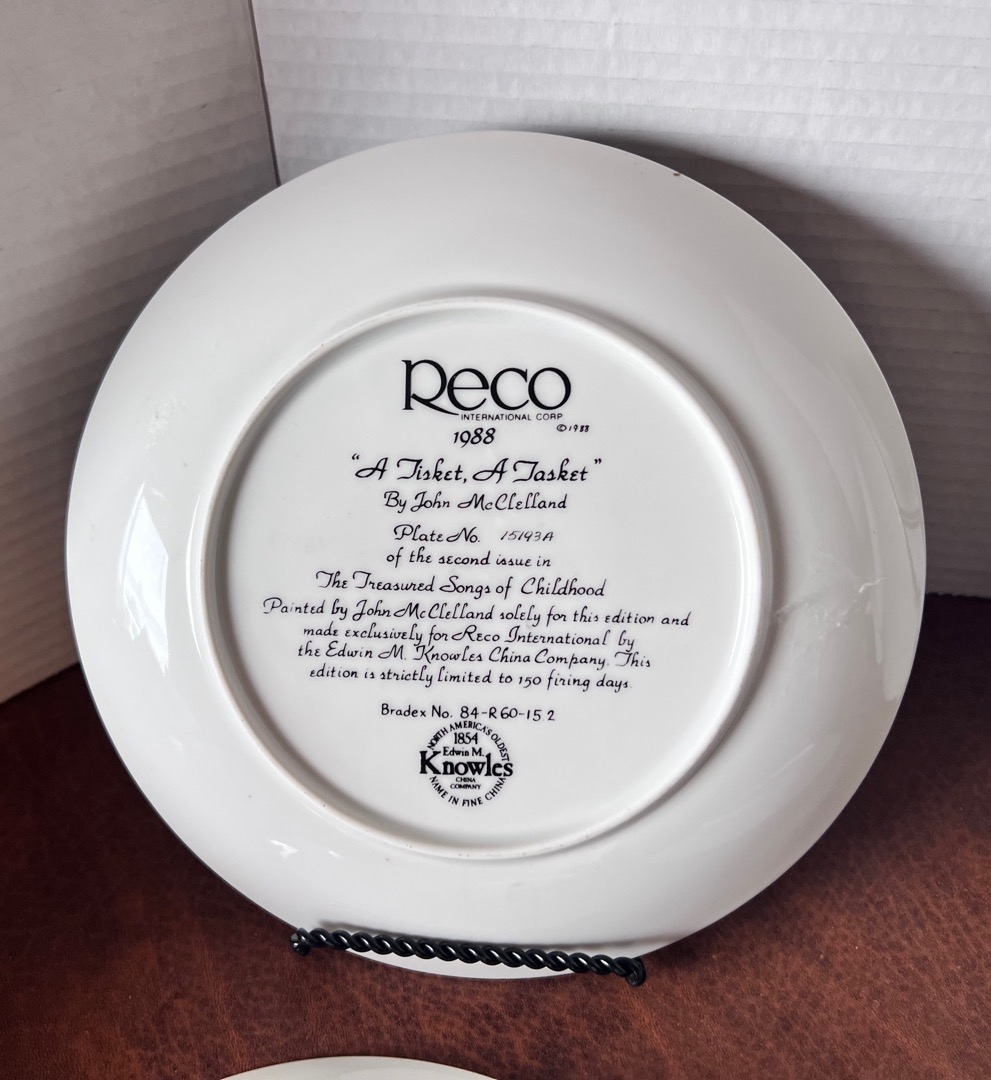 Reco
INTERNATIONAL CORP
©1988
1988
"A Tisket, A Tasket"
By John McClelland
Plate No. 15193A
of the second issue in
The Treasured Songs of Childhood
Painted by John McClelland solely for this edition and
made exclusively for Reco International by
the Edwin M. Knowles China Company. This
edition is strictly limited to 150 firing days.
Bradex No. 84-R60-15.2
NORTH AMERICA'S OLDEST
1854
Edwin M.
Knowles
CHINA
COMPANY
NAME IN FINE CHINA